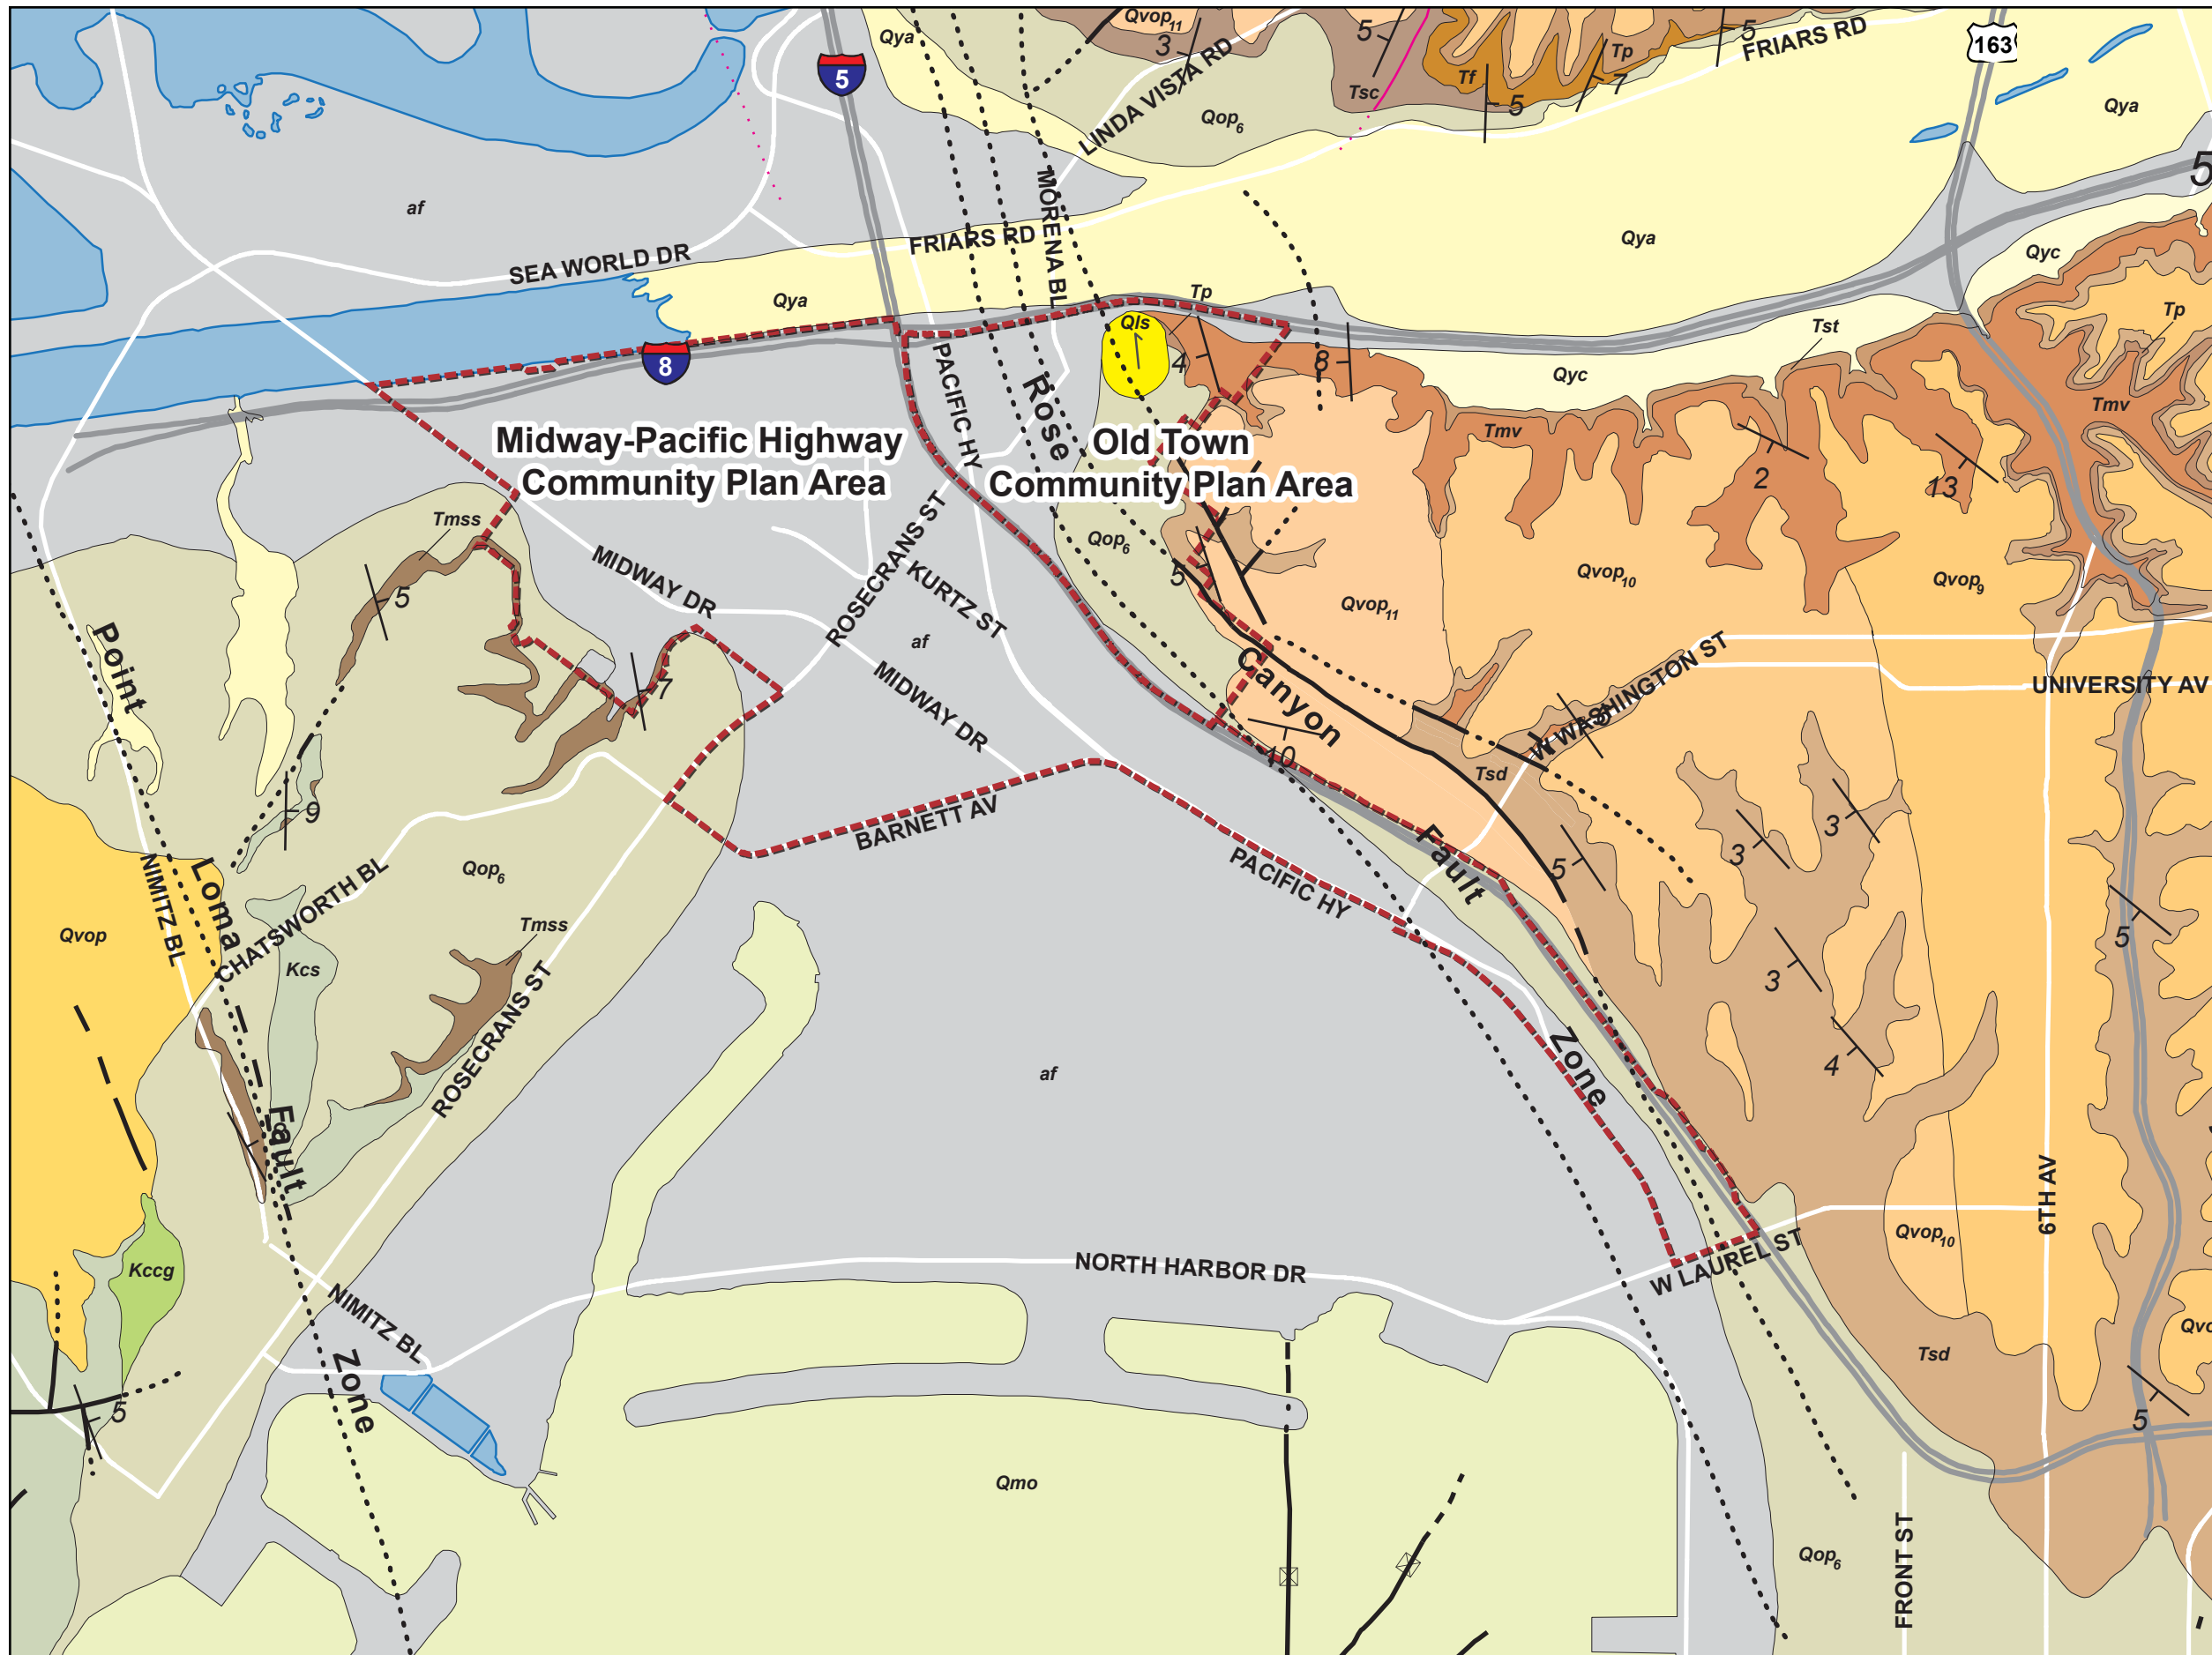 Qvop11
3
5
5
163
Qya
5
LINDA VISTA RD
Tp
FRIARS RD
Tf
7
Tsc
5
Qop6
Qya
5
af
MORENA BL
SEA WORLD DR
FRIARS RD
Qya
Qyc
Qya
Tp
Tp
Qls
Tst
8
PACIFIC HY
4
8
Qyc
Rose
Tmv
Midway-Pacific Highway
Community Plan Area
Old Town
Community Plan Area
Tmv
2
13
Tmss
ROSECRANS ST
Qop6
MIDWAY DR
KURTZ ST
5
5
Qvop10
Qvop9
Qvop11
af
Point
Canyon
W WASHINGTON ST
UNIVERSITY AV
7
MIDWAY DR
5
10
Tsd
9
BARNETT AV
3
3
5
Fault
Loma
NIMITZ BL
CHATSWORTH BL
Qop6
PACIFIC HY
Qvop
Tmss
5
Kcs
3
ROSECRANS ST
af
Zone
4
Fault
8
6TH AV
Qvop10
Kccg
NORTH HARBOR DR
W LAUREL ST
NIMITZ BL
Qvo
Tsd
Zone
5
5
Qmo
Qop6
FRONT ST